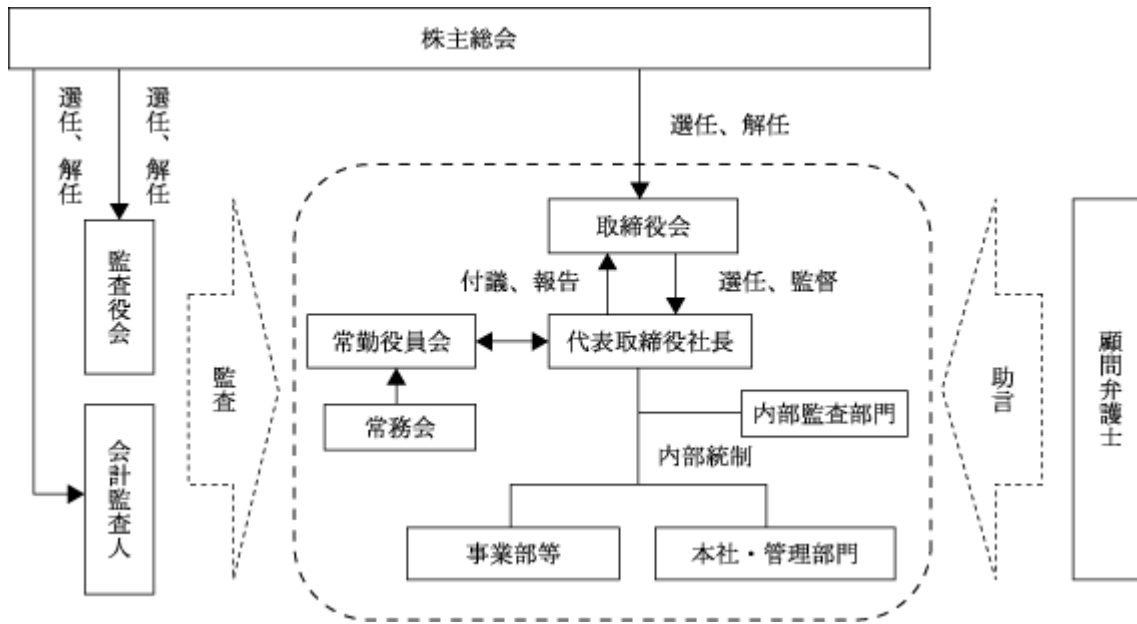 株主総会
選任、解任
選任、解任
選任、解任
監査役会
会計監査人
監査
取締役会
付議、報告
選任、監督
常勤役員会
代表取締役社長
常務会
内部監査部門
内部統制
事業部等
本社・管理部門
助言
顧問弁護士